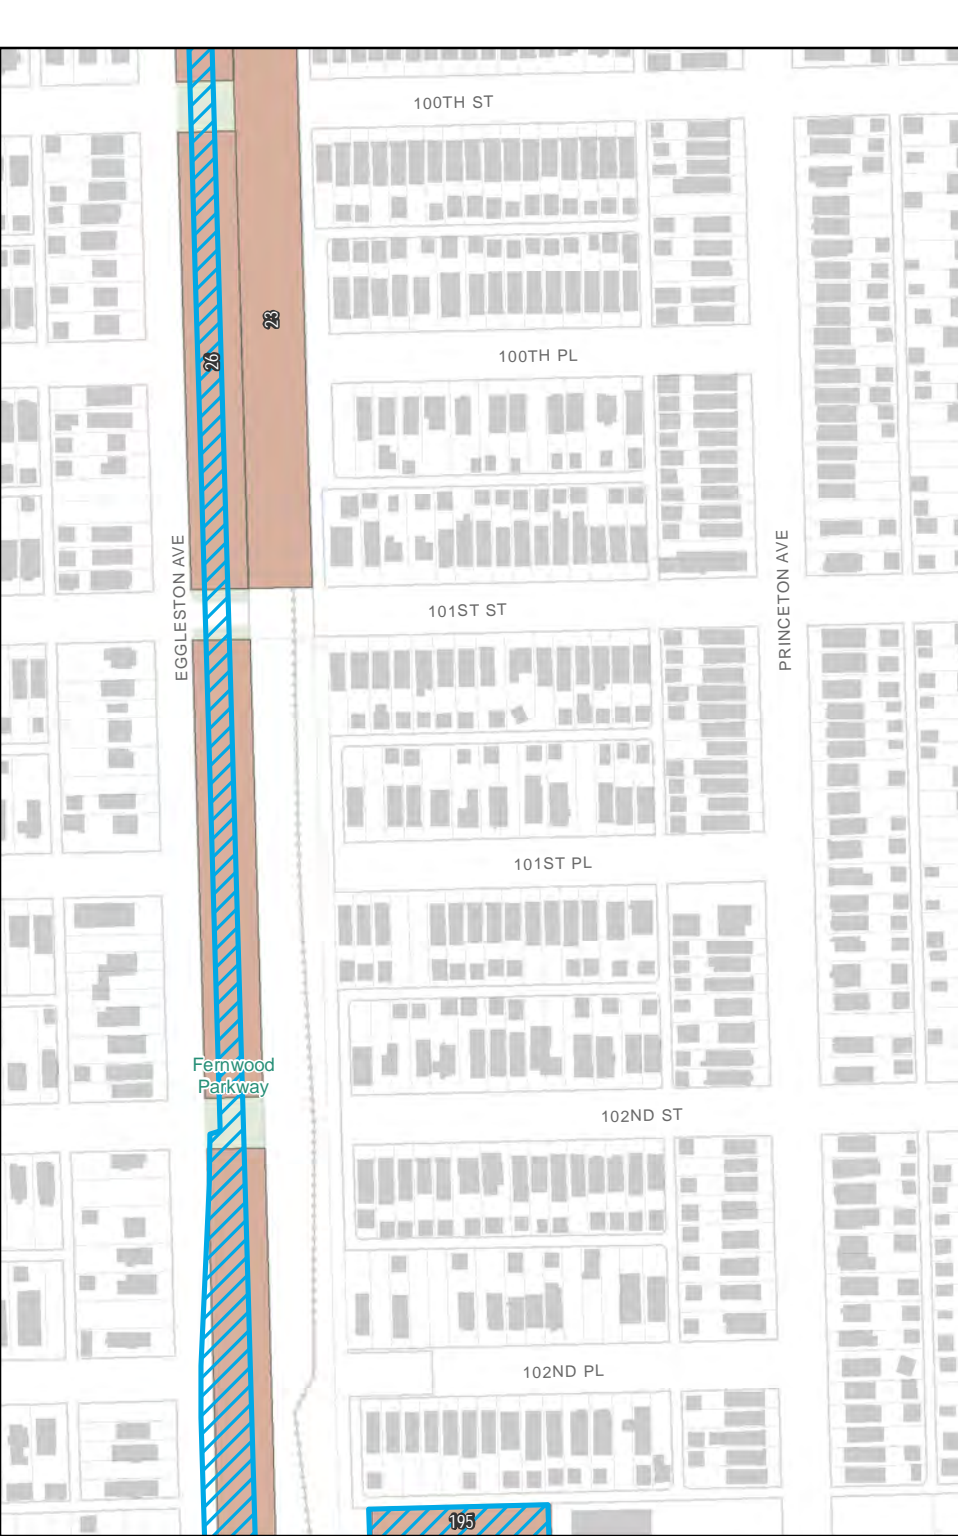 100TH ST
23
26
100TH PL
EGGLESTON AVE
PRINCETON AVE
101ST ST
101ST PL
Fernwood
Parkway
102ND ST
102ND PL
195